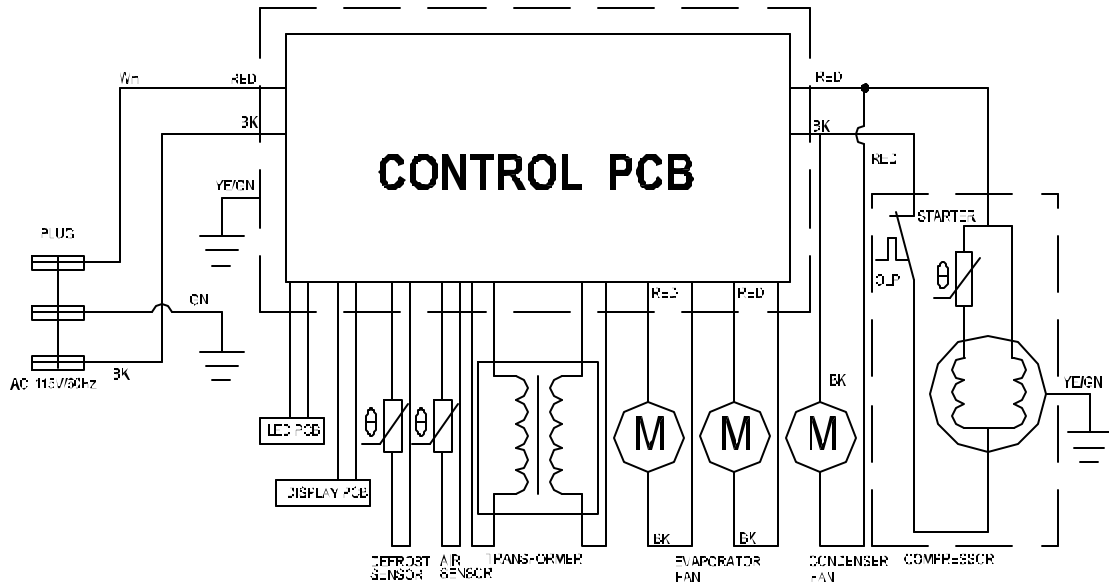 WH
RED
BK
YE/GN
PLUG
GN
BK
AC 115V/60Hz
CONTROL PCB
RED
BK
RED
STARTER
OLP
θ
YE/GN
RED
RED
BK
LED PCB
DISPLAY PCB
θ
θ
M
M
M
BK
BK
DEFROST
SENSOR
AIR
SENSOR
TRANSFORMER
EVAPORATOR
FAN
CONDENSER
FAN
COMPRESSOR